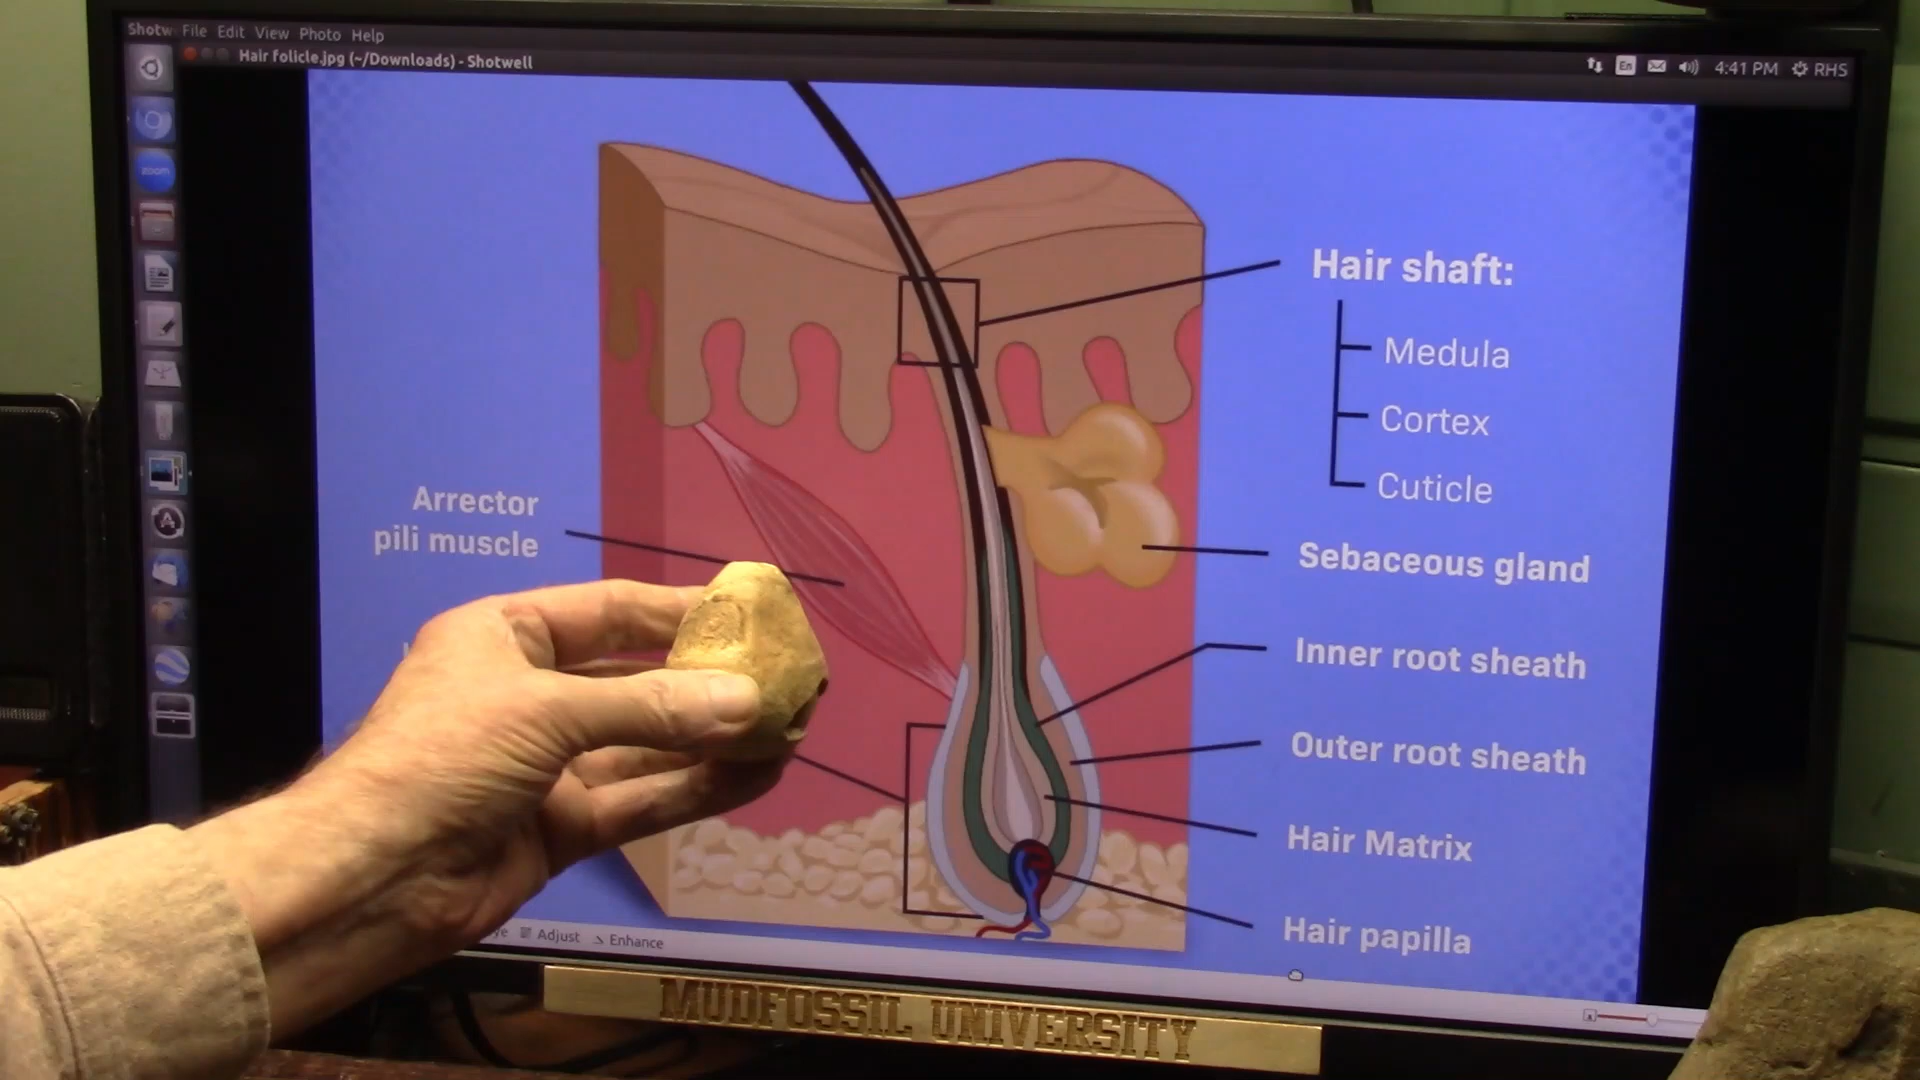 Shotw File Edit View Photo Help
Hair folicle.jpg (~/Downloads) - Shotwell
En 4:41 PM RHS
zoom
A
Hair shaft:
Medula
Cortex
Cuticle
Arrector
pili muscle
Sebaceous gland
Inner root sheath
Outer root sheath
Hair Matrix
Hair papilla
Adjust Enhance
MUDFOSSIL UNIVERSITY